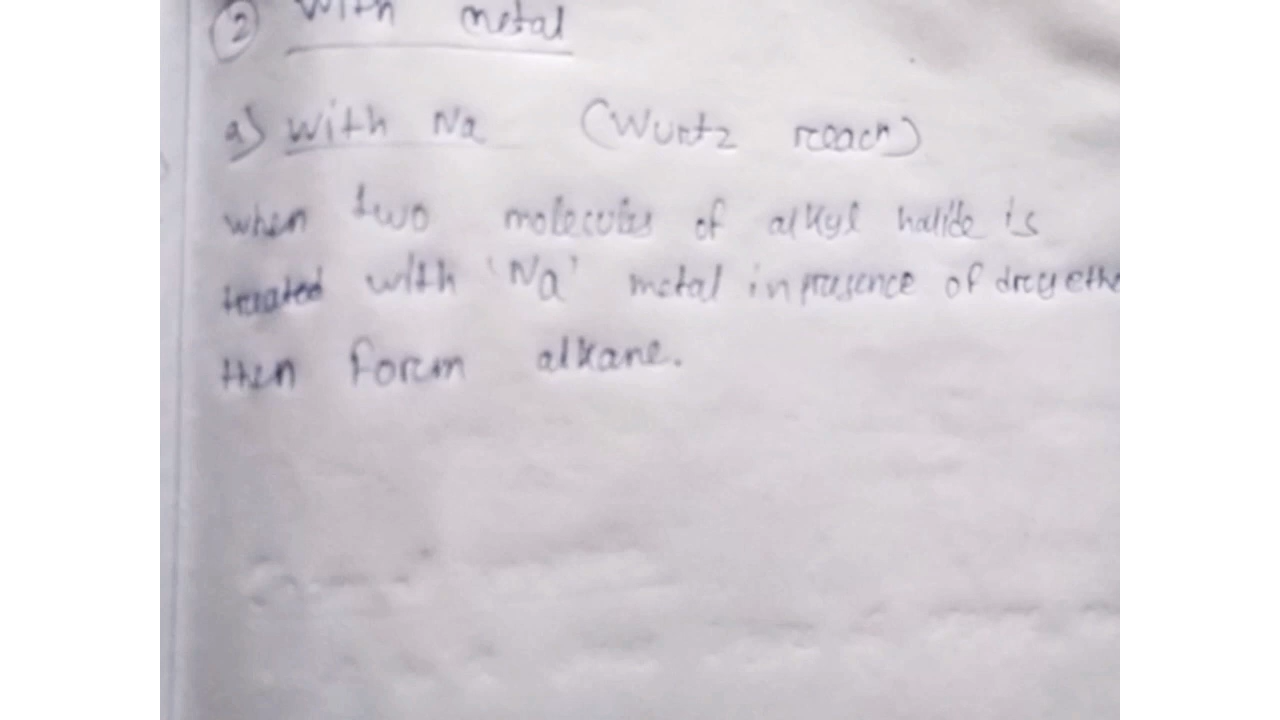 ② With metal
a) With Na (Wurtz reacn)
when two molecules of alkyl halide is
treated with 'Na' metal in presence of dry ethe
then form alkane.